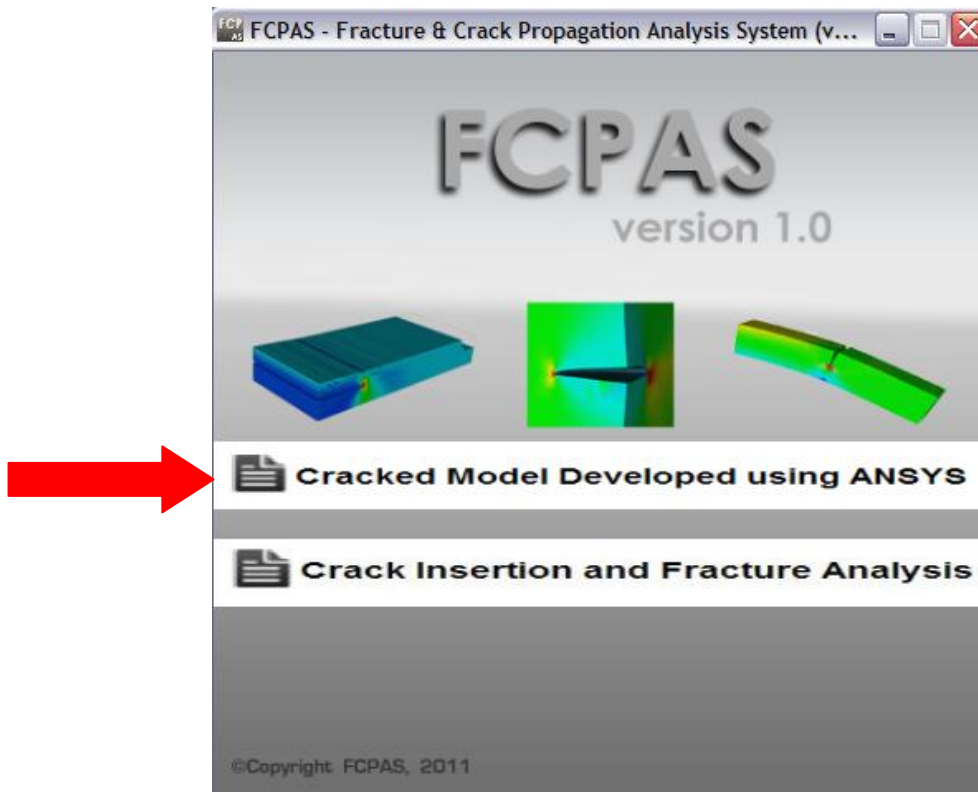 FCPAS - Fracture & Crack Propagation Analysis System (v...
FCPAS
version 1.0
Cracked Model Developed using ANSYS
Crack Insertion and Fracture Analysis
©Copyright FCPAS, 2011